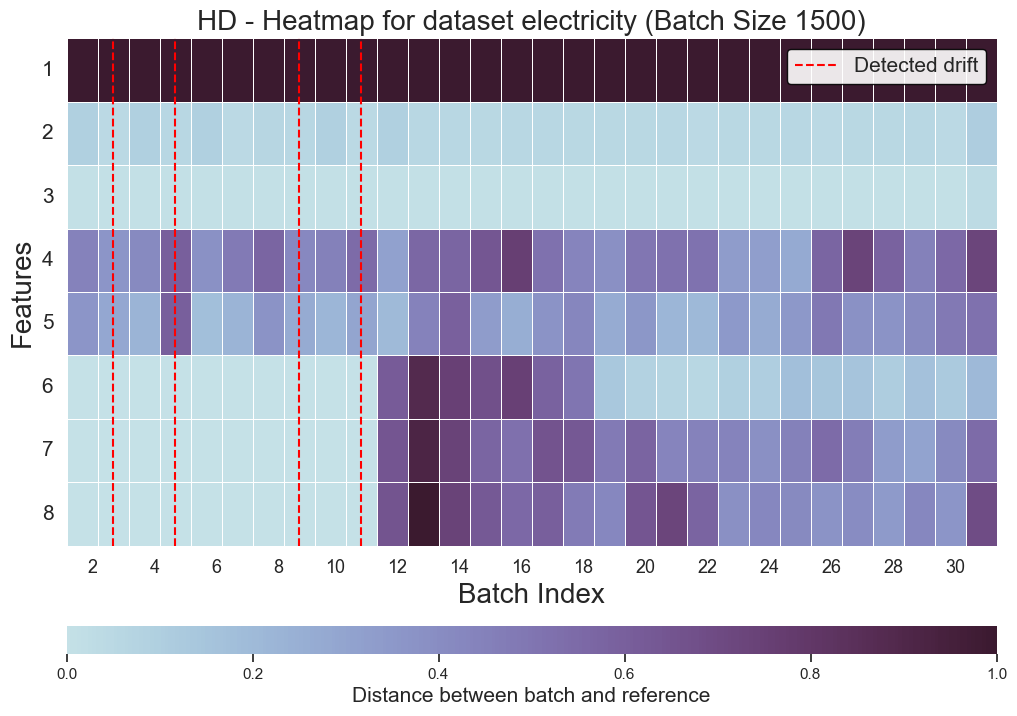 HD - Heatmap for dataset electricity (Batch Size 1500)
Detected drift
Features
1
2
3
4
5
6
7
8
2 4 6 8 10 12 14 16 18 20 22 24 26 28 30
Batch Index
0.0 0.2 0.4 0.6 0.8 1.0
Distance between batch and reference